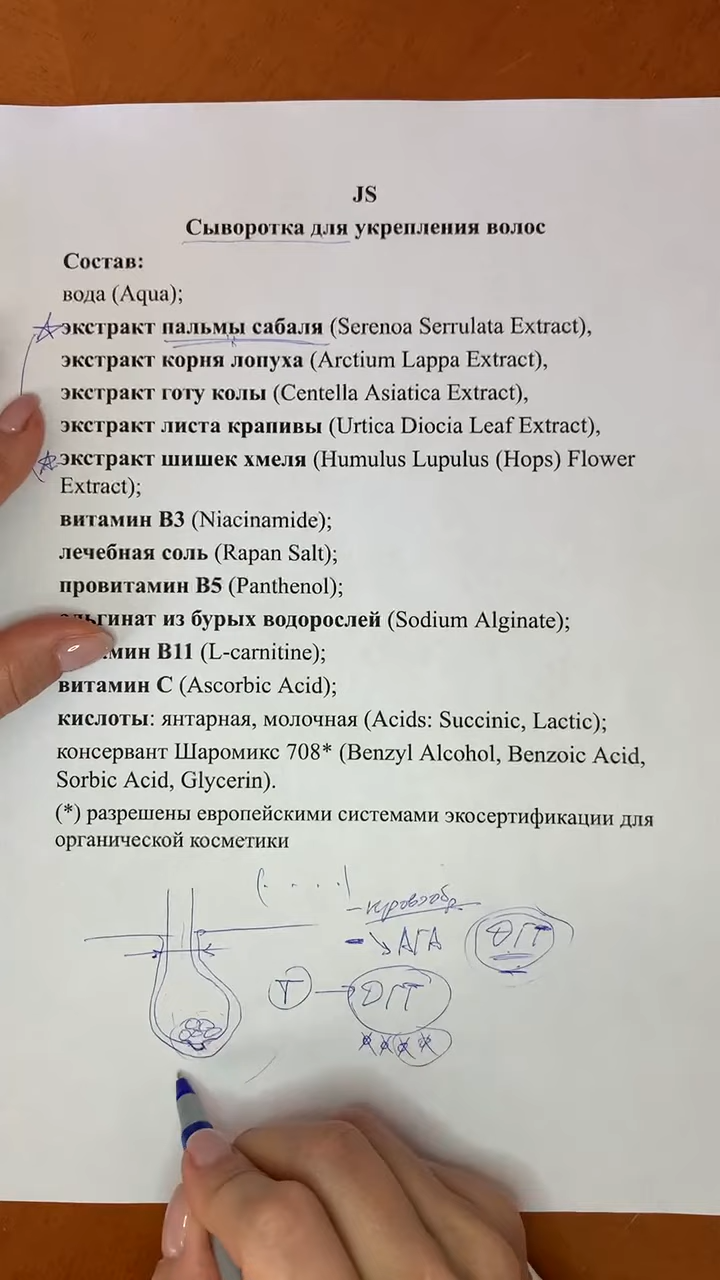 JS
Сыворотка для укрепления волос
Состав:
вода (Aqua);
экстракт пальмы сабаля (Serenoa Serrulata Extract),
экстракт корня лопуха (Arctium Lappa Extract),
экстракт готу колы (Centella Asiatica Extract),
экстракт листа крапивы (Urtica Diocia Leaf Extract),
экстракт шишек хмеля (Humulus Lupulus (Hops) Flower
Extract);
витамин В3 (Niacinamide);
лечебная соль (Rapan Salt);
провитамин В5 (Panthenol);
альгинат из бурых водорослей (Sodium Alginate);
мин В11 (L-carnitine);
витамин С (Ascorbic Acid);
кислоты: янтарная, молочная (Acids: Succinic, Lactic);
консервант Шаромикс 708* (Benzyl Alcohol, Benzoic Acid,
Sorbic Acid, Glycerin).
(*) разрешены европейскими системами экосертификации для
органической косметики
- кровообр.
- АГА ДГТ
Т ДГТ